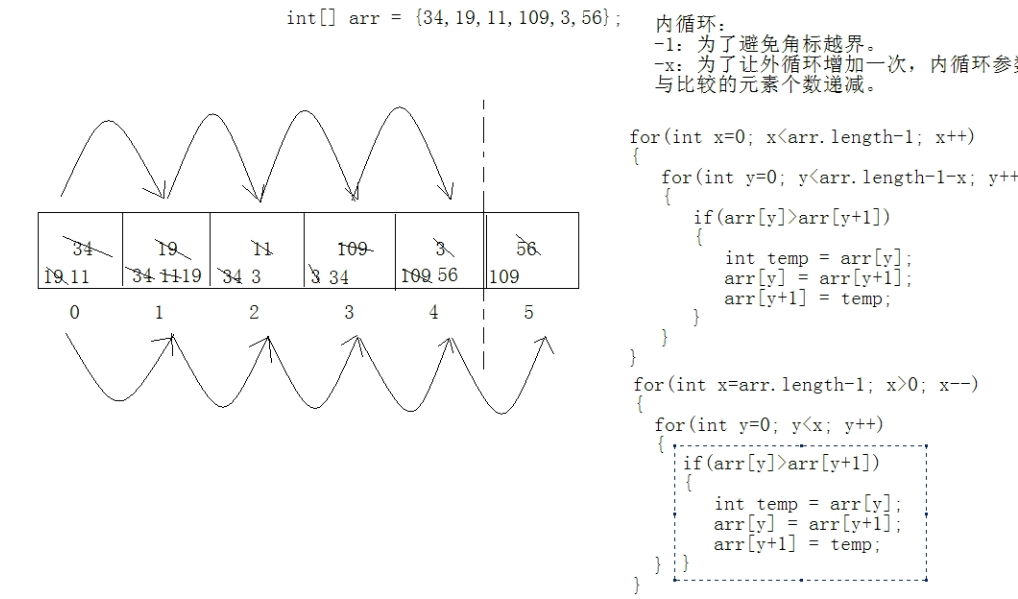 int[] arr = {34,19,11,109,3,56};
内循环:
-1: 为了避免角标越界。
-x: 为了让外循环增加一次，内循环参
与比较的元素个数递减。
for(int x=0; x<arr.length-1; x++)
{
for(int y=0; y<arr.length-1-x; y++
{
if(arr[y]>arr[y+1])
{
int temp = arr[y];
arr[y] = arr[y+1];
arr[y+1] = temp;
}
}
}
for(int x=arr.length-1; x>0; x--)
{
for(int y=0; y<x; y++)
{
if(arr[y]>arr[y+1])
{
int temp = arr[y];
arr[y] = arr[y+1];
arr[y+1] = temp;
} }
}
34 19 11 109 3 56
19 11 34 11 19 34 3 3 34 109 56 109
0 1 2 3 4 5